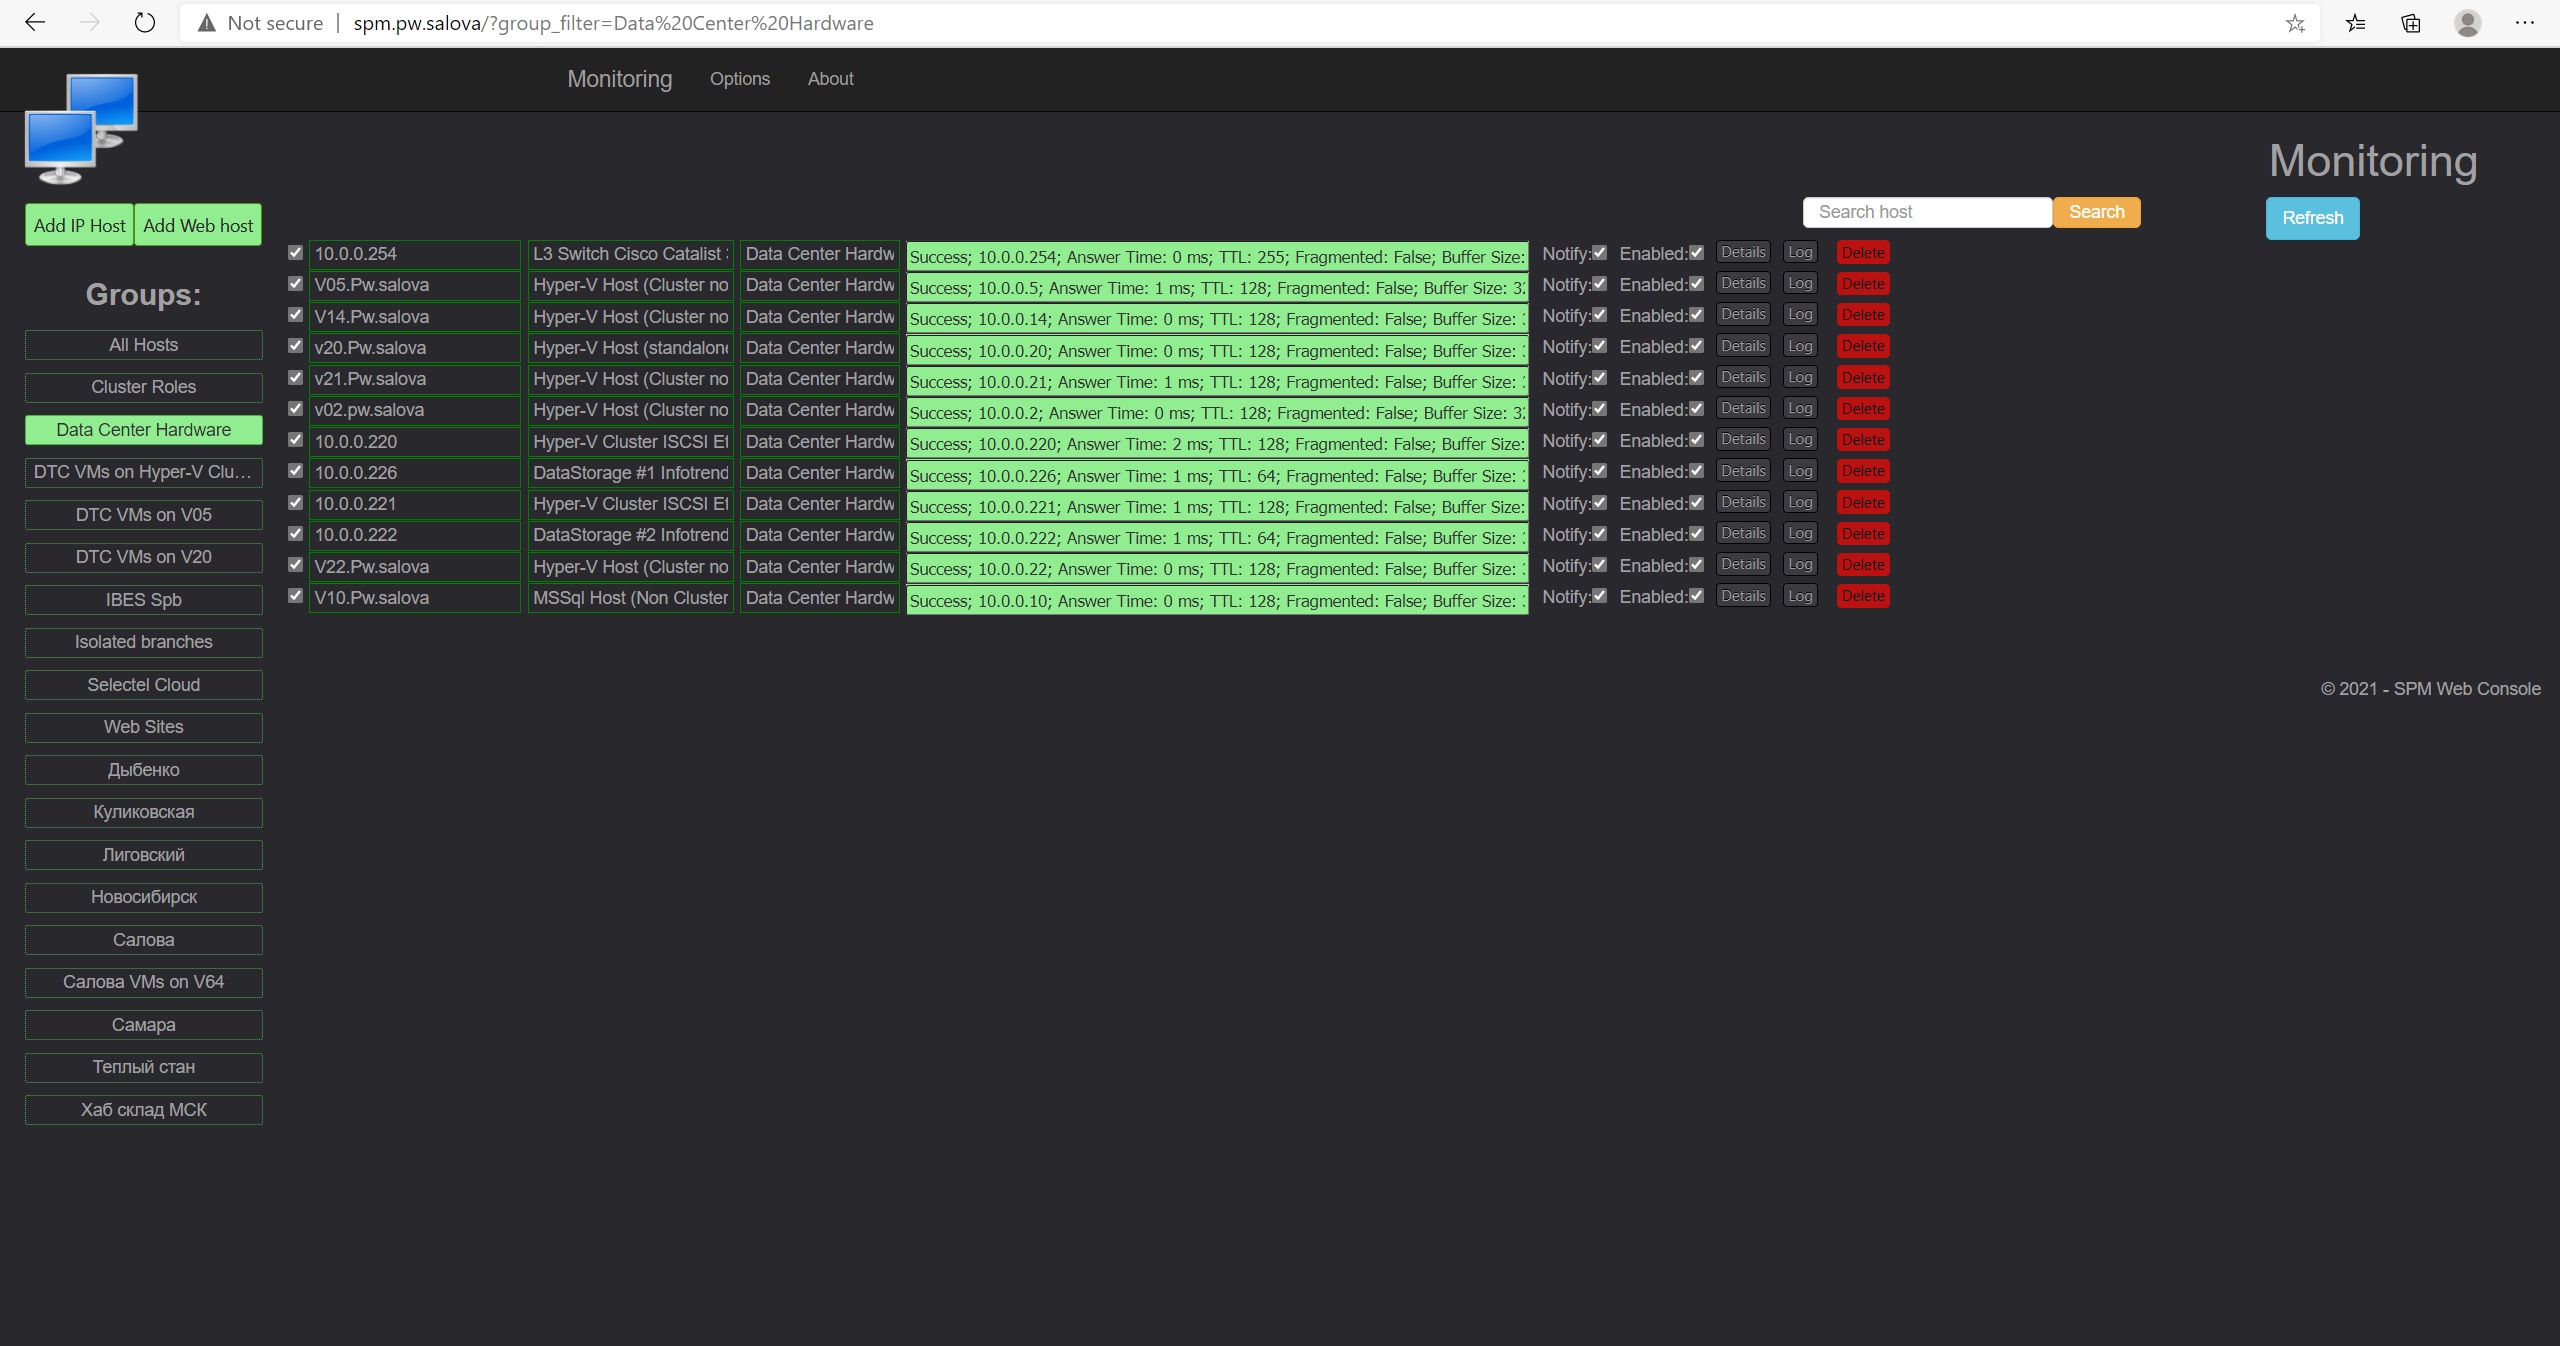 Not secure | spm.pw.salova/?group_filter=Data%20Center%20Hardware
Monitoring Options About
Monitoring
Search host Search
Refresh
Add IP Host Add Web host
Groups:
All Hosts
Cluster Roles
Data Center Hardware
DTC VMs on Hyper-V Clu...
DTC VMs on V05
DTC VMs on V20
IBES Spb
Isolated branches
Selectel Cloud
Web Sites
Дыбенко
Куликовская
Лиговский
Новосибирск
Салова
Салова VMs on V64
Самара
Теплый стан
Хаб склад МСК
10.0.0.254 L3 Switch Cisco Catalist Data Center Hardw Success; 10.0.0.254; Answer Time: 0 ms; TTL: 255; Fragmented: False; Buffer Size: Notify: Enabled: Details Log Delete
V05.Pw.salova Hyper-V Host (Cluster no Data Center Hardw Success; 10.0.0.5; Answer Time: 1 ms; TTL: 128; Fragmented: False; Buffer Size: Notify: Enabled: Details Log Delete
V14.Pw.salova Hyper-V Host (Cluster no Data Center Hardw Success; 10.0.0.14; Answer Time: 0 ms; TTL: 128; Fragmented: False; Buffer Size: Notify: Enabled: Details Log Delete
v20.Pw.salova Hyper-V Host (standalone Data Center Hardw Success; 10.0.0.20; Answer Time: 0 ms; TTL: 128; Fragmented: False; Buffer Size: Notify: Enabled: Details Log Delete
v21.Pw.salova Hyper-V Host (Cluster no Data Center Hardw Success; 10.0.0.21; Answer Time: 1 ms; TTL: 128; Fragmented: False; Buffer Size: Notify: Enabled: Details Log Delete
v02.pw.salova Hyper-V Host (Cluster no Data Center Hardw Success; 10.0.0.2; Answer Time: 0 ms; TTL: 128; Fragmented: False; Buffer Size: Notify: Enabled: Details Log Delete
10.0.0.220 Hyper-V Cluster ISCSI Data Center Hardw Success; 10.0.0.220; Answer Time: 2 ms; TTL: 128; Fragmented: False; Buffer Size: Notify: Enabled: Details Log Delete
10.0.0.226 DataStorage #1 Infotrend Data Center Hardw Success; 10.0.0.226; Answer Time: 1 ms; TTL: 64; Fragmented: False; Buffer Size: Notify: Enabled: Details Log Delete
10.0.0.221 Hyper-V Cluster ISCSI Data Center Hardw Success; 10.0.0.221; Answer Time: 1 ms; TTL: 128; Fragmented: False; Buffer Size: Notify: Enabled: Details Log Delete
10.0.0.222 DataStorage #2 Infotrend Data Center Hardw Success; 10.0.0.222; Answer Time: 1 ms; TTL: 64; Fragmented: False; Buffer Size: Notify: Enabled: Details Log Delete
V22.Pw.salova Hyper-V Host (Cluster no Data Center Hardw Success; 10.0.0.22; Answer Time: 0 ms; TTL: 128; Fragmented: False; Buffer Size: Notify: Enabled: Details Log Delete
V10.Pw.salova MSSql Host (Non Cluster Data Center Hardw Success; 10.0.0.10; Answer Time: 0 ms; TTL: 128; Fragmented: False; Buffer Size: Notify: Enabled: Details Log Delete
© 2021 - SPM Web Console